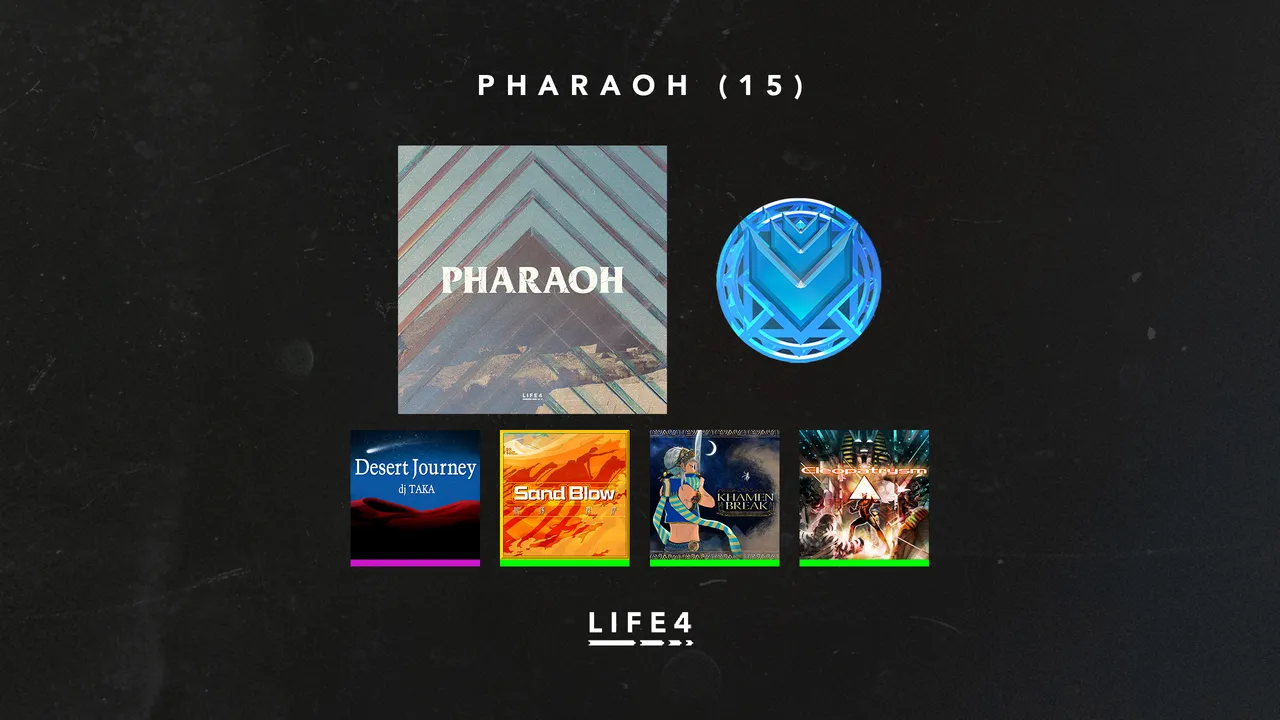 PHARAOH (15)
PHARAOH
LIFE4
Desert Journey
dj TAKA
Sand Blow
KHAMEN
BREAK
Cleopatrysm
LIFE4